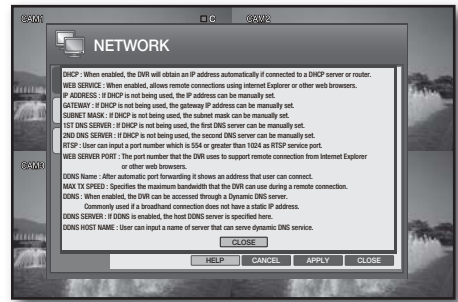 CAM1
C
CAM2
NETWORK
DHCP : When enabled, the DVR will obtain an IP address automatically if connected to a DHCP server or router.
WEB SERVICE : When enabled, allows remote connections using internet Explorer or other web browsers.
IP ADDRESS : If DHCP is not being used, the IP address can be manually set.
GATEWAY : If DHCP is not being used, the gateway IP address can be manually set.
SUBNET MASK : If DHCP is not being used, the subnet mask can be manually set.
1ST DNS SERVER : If DHCP is not being used, the first DNS server can be manually set.
2ND DNS SERVER : If DHCP is not being used, the second DNS server can be manually set.
RTSP : User can input a port number which is 554 or greater than 1024 as RTSP service port.
WEB SERVER PORT : The port number that the DVR uses to support remote connection from Internet Explorer
or other web browsers.
DDNS Name : After automatic port forwarding it shows an address that user can connect.
MAX TX SPEED : Specifies the maximum bandwidth that the DVR can use during a remote connection.
DDNS : When enabled, the DVR can be accessed through a Dynamic DNS server.
Commonly used if a broadband connection does not have a static IP address.
DDNS SERVER : If DDNS is enabled, the host DDNS server is specified here.
DDNS HOST NAME : User can input a name of server that can serve dynamic DNS service.
CLOSE
HELP CANCEL APPLY CLOSE
CAM3